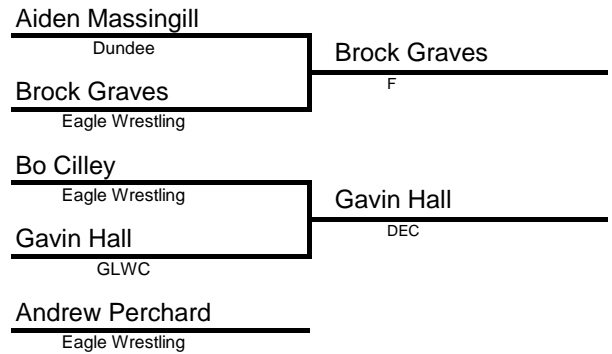 Aiden Massingill
Dundee
Brock Graves
F
Brock Graves
Eagle Wrestling
Bo Cilley
Eagle Wrestling
Gavin Hall
DEC
Gavin Hall
GLWC
Andrew Perchard
Eagle Wrestling